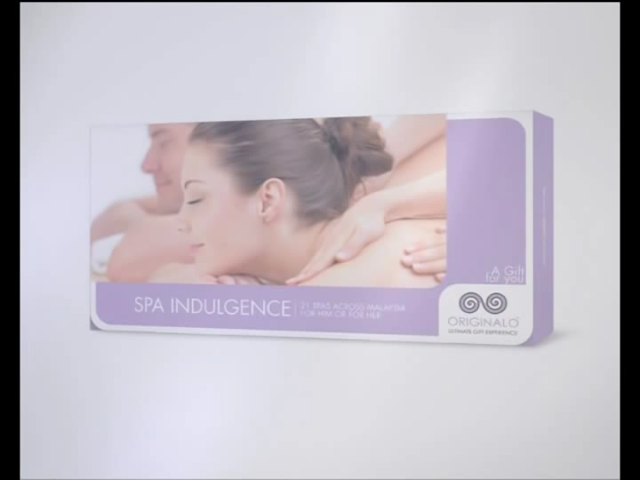 A Gift
for you
SPA INDULGENCE
21 SPAS ACROSS MALAYSIA
FOR HIM OR FOR HER
ORIGINALO
ULTIMATE GIFT EXPERIENCE